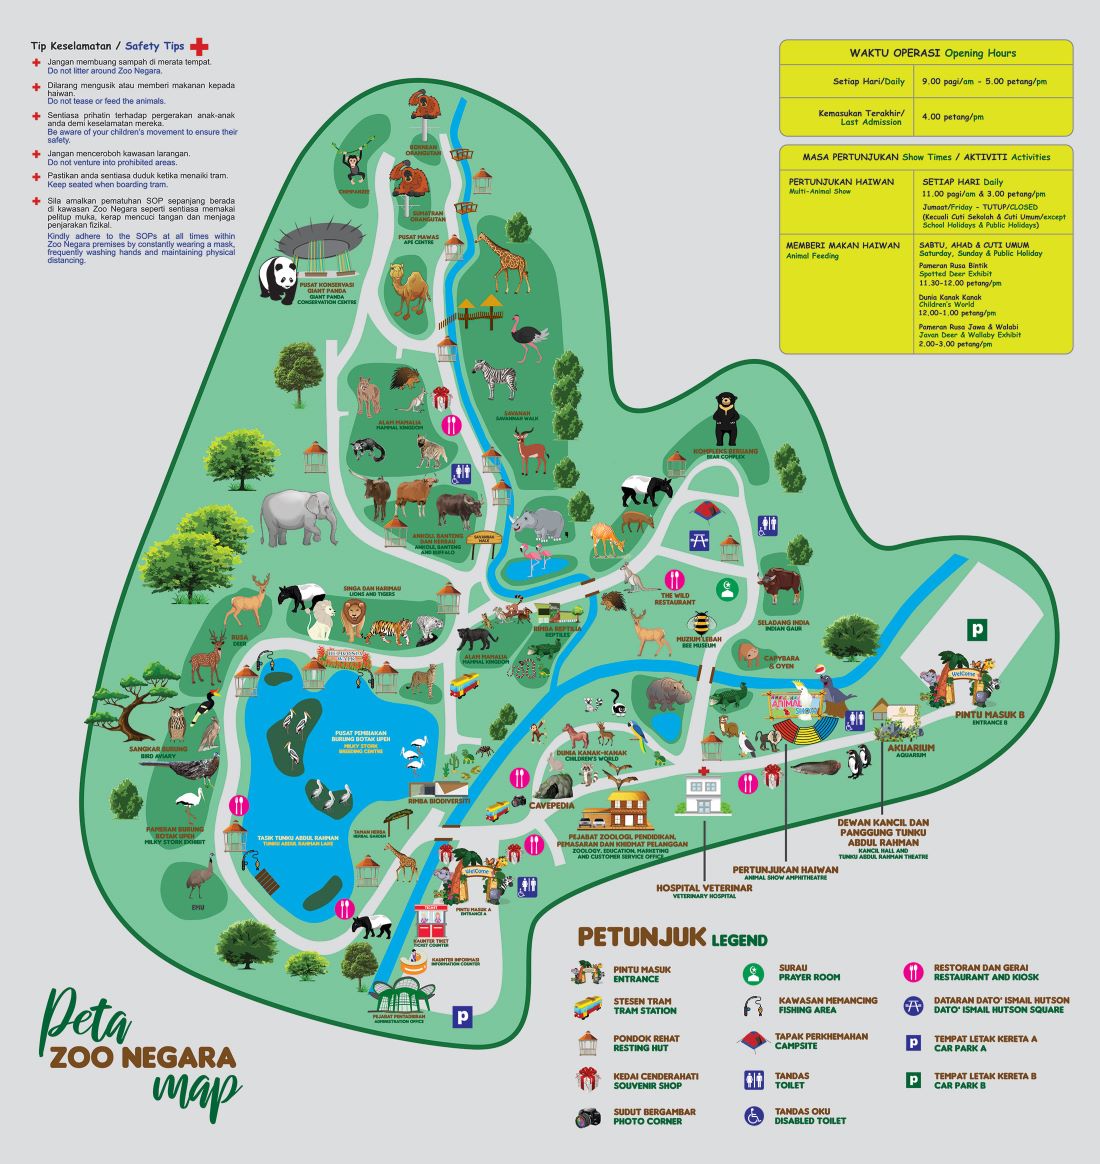 Tip Keselamatan / Safety Tips
Jangan membuang sampah di merata tempat.
Do not litter around Zoo Negara.
Dilarang mengusik atau memberi makanan kepada
haiwan.
Do not tease or feed the animals.
Sentiasa prihatin terhadap pergerakan anak-anak
anda demi keselamatan mereka.
Be aware of your children's movement to ensure their
safety.
Jangan menceroboh kawasan larangan.
Do not venture into prohibited areas.
Pastikan anda sentiasa duduk ketika menaiki tram.
Keep seated when boarding tram.
Sila amalkan pematuhan SOP sepanjang berada
di kawasan Zoo Negara seperti sentiasa memakai
pelitup muka, kerap mencuci tangan dan menjaga
penjarakan fizikal.
Kindly adhere to the SOPs at all times within
Zoo Negara premises by constantly wearing a mask,
frequently washing hands and maintaining physical
distancing.
WAKTU OPERASI Opening Hours
Setiap Hari/Daily
9.00 pagi/am - 5.00 petang/pm
Kemasukan Terakhir/
Last Admission
4.00 petang/pm
MASA PERTUNJUKAN Show Times / AKTIVITI Activities
PERTUNJUKAN HAIWAN
Multi-Animal Show
SETIAP HARI Daily
11.00 pagi/am & 3.00 petang/pm
Jumaat/Friday - TUTUP/CLOSED
(Kecuali Cuti Sekolah & Cuti Umum/except
School Holidays & Public Holidays)
MEMBERI MAKAN HAIWAN
Animal Feeding
SABTU, AHAD & CUTI UMUM
Saturday, Sunday & Public Holiday
Pameran Rusa Bintik
Spotted Deer Exhibit
11.30-12.00 petang/pm
Dunia Kanak Kanak
Children's World
12.00-1.00 petang/pm
Pameran Rusa Jawa & Walabi
Javan Deer & Wallaby Exhibit
2.00-3.00 petang/pm
BORNEAN
ORANGUTAN
CHIMPANZEE
SUMATRAN
ORANGUTAN
PUSAT MAWAS
APE CENTRE
PUSAT KONSERVASI
GIANT PANDA
GIANT PANDA
CONSERVATION CENTRE
ALAM MAMALIA
MAMMAL KINGDOM
SAVANAH
SAVANNAH WALK
KOMPLEKS BERUANG
BEAR COMPLEX
ANKOLI, BANTENG
DAN KERBAU
ANKOLI, BANTENG
AND BUFFALO
SAVANNAH
WALK
SINGA DAN HARIMAU
LIONS AND TIGERS
THE WILD
RESTAURANT
RIMBA REPTILIA
REPTILES
MUZIUM LEBAH
BEE MUSEUM
SELADANG INDIA
INDIAN GAUR
RUSA
DEER
ALAM MAMALIA
MAMMAL KINGDOM
CAPYBARA
& OYEN
P
Welcome
PINTU MASUK B
ENTRANCE B
ANIMAL
SHOW
AKUARIUM
AQUARIUM
SANGKAR BURUNG
BIRD AVIARY
PUSAT PEMBIAKAN
BURUNG BOTAK UPEH
MILKY STORK
BREEDING CENTRE
DUNIA KANAK-KANAK
CHILDREN'S WORLD
RIMBA BIODIVERSITI
CAVEPEDIA
PAMERAN BURUNG
BOTAK UPEH
MILKY STORK EXHIBIT
TASIK TUNKU ABDUL RAHMAN
TUNKU ABDUL RAHMAN LAKE
TAMAN HERBA
HERBAL GARDEN
PEJABAT ZOOLOGI, PENDIDIKAN,
PEMASARAN DAN KHIDMAT PELANGGAN
ZOOLOGY, EDUCATION, MARKETING
AND CUSTOMER SERVICE OFFICE
DEWAN KANCIL DAN
PANGGUNG TUNKU
ABDUL RAHMAN
KANCIL HALL AND
TUNKU ABDUL RAHMAN THEATRE
PERTUNJUKAN HAIWAN
ANIMAL SHOW AMPHITHEATRE
HOSPITAL VETERINAR
VETERINARY HOSPITAL
EMU
Welcome
PINTU MASUK A
ENTRANCE A
TICKET
KAUNTER TIKET
TICKET COUNTER
KAUNTER INFORMASI
INFORMATION COUNTER
PEJABAT PENTADBIRAN
ADMINISTRATION OFFICE
P
PETUNJUK LEGEND
PINTU MASUK
ENTRANCE
STESEN TRAM
TRAM STATION
PONDOK REHAT
RESTING HUT
KEDAI CENDERAHATI
SOUVENIR SHOP
SUDUT BERGAMBAR
PHOTO CORNER
SURAU
PRAYER ROOM
KAWASAN MEMANCING
FISHING AREA
TAPAK PERKHEMAHAN
CAMPSITE
TANDAS
TOILET
TANDAS OKU
DISABLED TOILET
RESTORAN DAN GERAI
RESTAURANT AND KIOSK
DATARAN DATO' ISMAIL HUTSON
DATO' ISMAIL HUTSON SQUARE
P
TEMPAT LETAK KERETA A
CAR PARK A
P
TEMPAT LETAK KERETA B
CAR PARK B
Peta
ZOO NEGARA
map